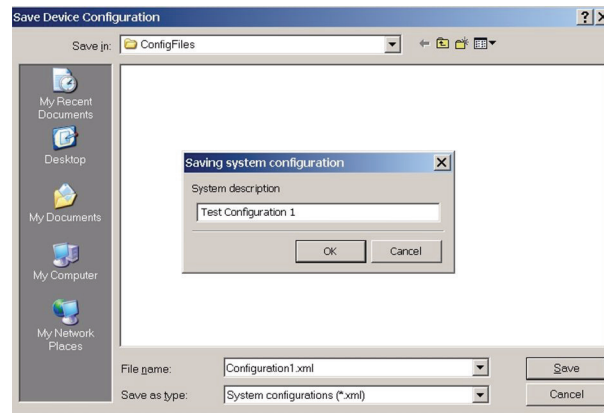 Save Device Configuration
Save in: ConfigFiles
My Recent
Documents
Desktop
My Documents
My Computer
My Network
Places
Saving system configuration
System description
Test Configuration 1
OK Cancel
File name: Configuration1.xml Save
Save as type: System configurations (*.xml) Cancel